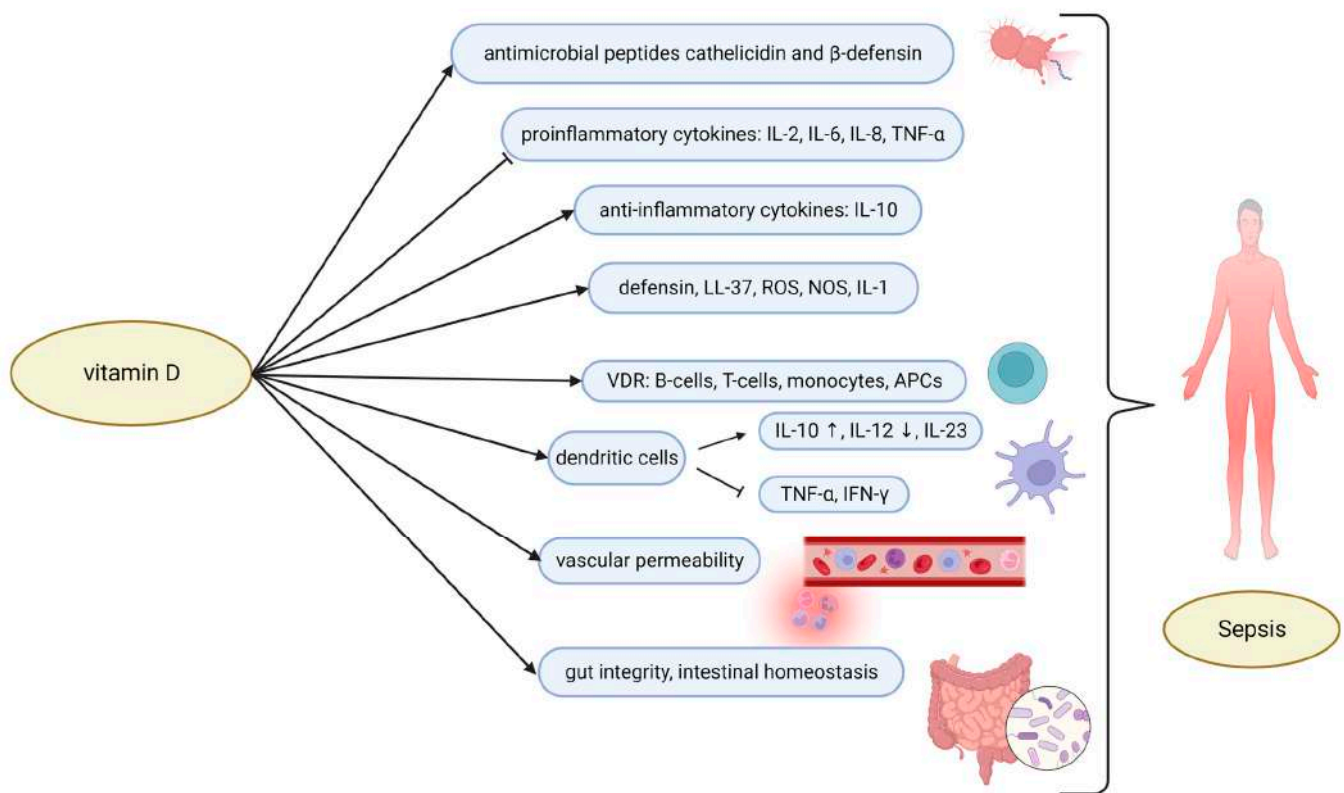 antimicrobial peptides cathelicidin and β-defensin
proinflammatory cytokines: IL-2, IL-6, IL-8, TNF-α
anti-inflammatory cytokines: IL-10
defensin, LL-37, ROS, NOS, IL-1
vitamin D
VDR: B-cells, T-cells, monocytes, APCs
IL-10 ↑, IL-12 ↓, IL-23
dendritic cells
TNF-α, IFN-γ
vascular permeability
Sepsis
gut integrity, intestinal homeostasis